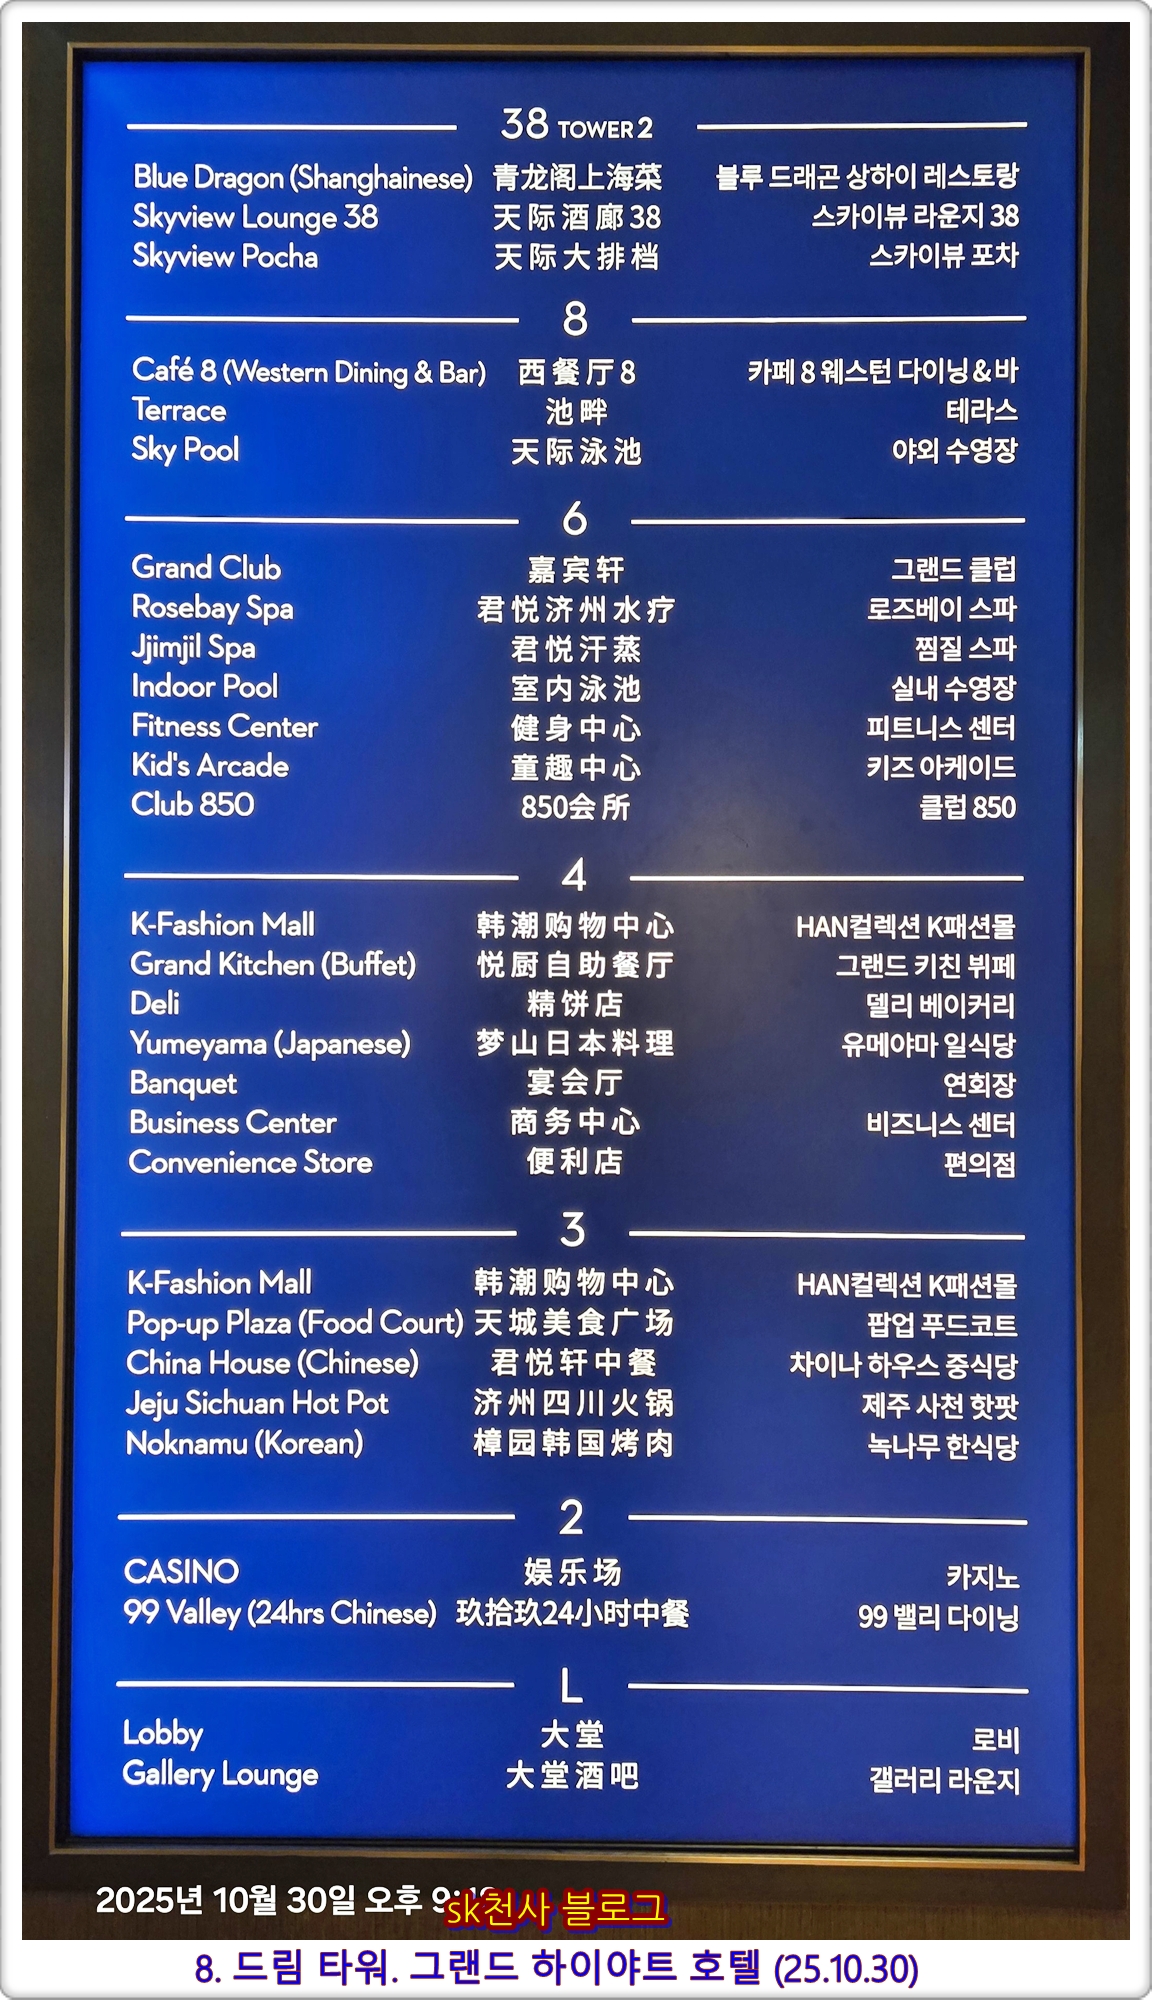 38 TOWER 2
Blue Dragon (Shanghainese) 青龙阁上海菜 블루 드래곤 상하이 레스토랑
Skyview Lounge 38 天际酒廊38 스카이뷰 라운지 38
Skyview Pocha 天际大排档 스카이뷰 포차
8
Café 8 (Western Dining & Bar) 西餐厅8 카페 8 웨스턴 다이닝&바
Terrace 池畔 테라스
Sky Pool 天际泳池 야외 수영장
6
Grand Club 嘉宾轩 그랜드 클럽
Rosebay Spa 君悦济州水疗 로즈베이 스파
Jjimjil Spa 君悦汗蒸 찜질 스파
Indoor Pool 室内泳池 실내 수영장
Fitness Center 健身中心 피트니스 센터
Kid's Arcade 童趣中心 키즈 아케이드
Club 850 850会所 클럽 850
4
K-Fashion Mall 韩潮购物中心 HAN컬렉션 K패션몰
Grand Kitchen (Buffet) 悦厨自助餐厅 그랜드 키친 뷔페
Deli 精饼店 델리 베이커리
Yumeyama (Japanese) 梦山日本料理 유메야마 일식당
Banquet 宴会厅 연회장
Business Center 商务中心 비즈니스 센터
Convenience Store 便利店 편의점
3
K-Fashion Mall 韩潮购物中心 HAN컬렉션 K패션몰
Pop-up Plaza (Food Court) 天城美食广场 팝업 푸드코트
China House (Chinese) 君悦轩中餐 차이나 하우스 중식당
Jeju Sichuan Hot Pot 济州四川火锅 제주 사천 핫팟
Noknamu (Korean) 樟园韩国烤肉 녹나무 한식당
2
CASINO 娱乐场 카지노
99 Valley (24hrs Chinese) 玖拾玖24小时中餐 99 밸리 다이닝
L
Lobby 大堂 로비
Gallery Lounge 大堂酒吧 갤러리 라운지
2025년 10월 30일 오후
sk천사 블로그
8. 드림 타워. 그랜드 하이야트 호텔 (25.10.30)